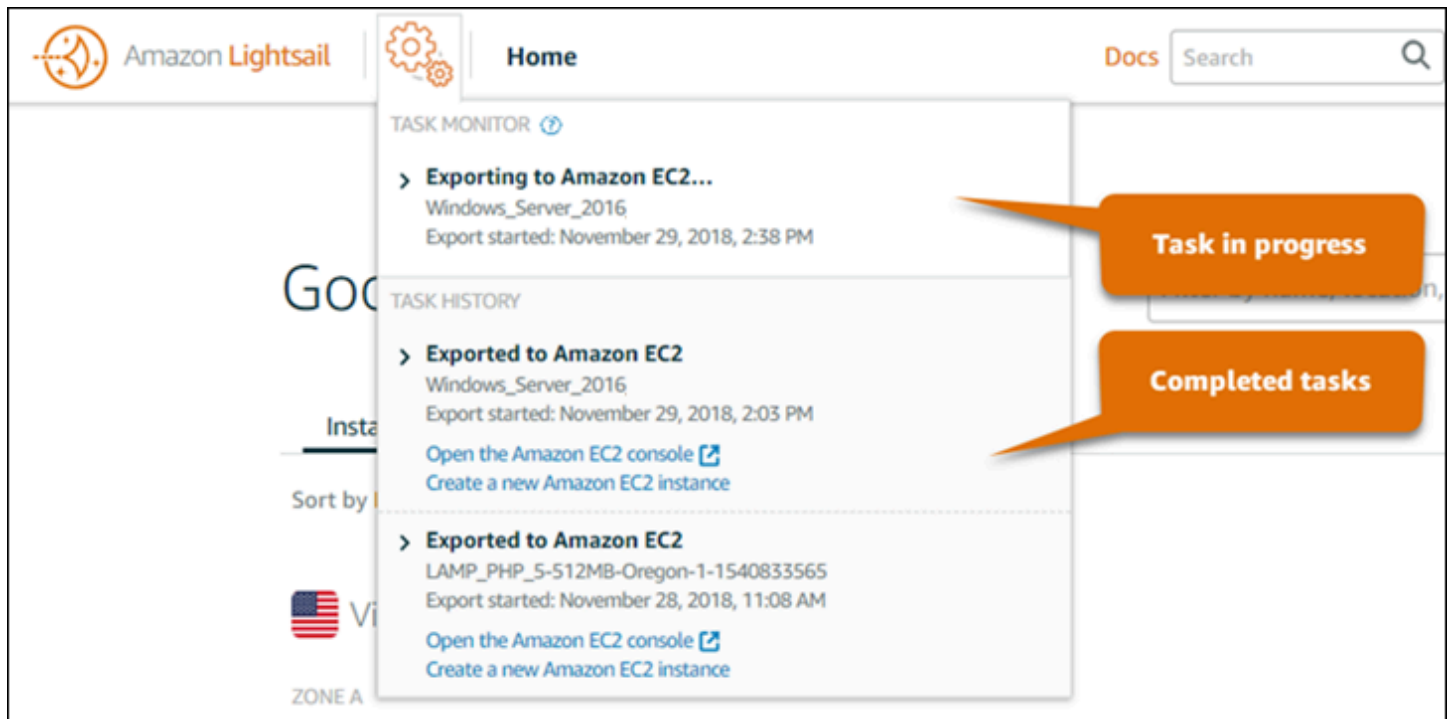 Amazon Lightsail
Home
Docs
Search
TASK MONITOR
Exporting to Amazon EC2...
Windows_Server_2016
Export started: November 29, 2018, 2:38 PM
Task in progress
TASK HISTORY
Exported to Amazon EC2
Windows_Server_2016
Export started: November 29, 2018, 2:03 PM
Open the Amazon EC2 console
Create a new Amazon EC2 instance
Completed tasks
Sort by
Exported to Amazon EC2
LAMP_PHP_5-512MB-Oregon-1-1540833565
Export started: November 28, 2018, 11:08 AM
Open the Amazon EC2 console
Create a new Amazon EC2 instance
ZONE A